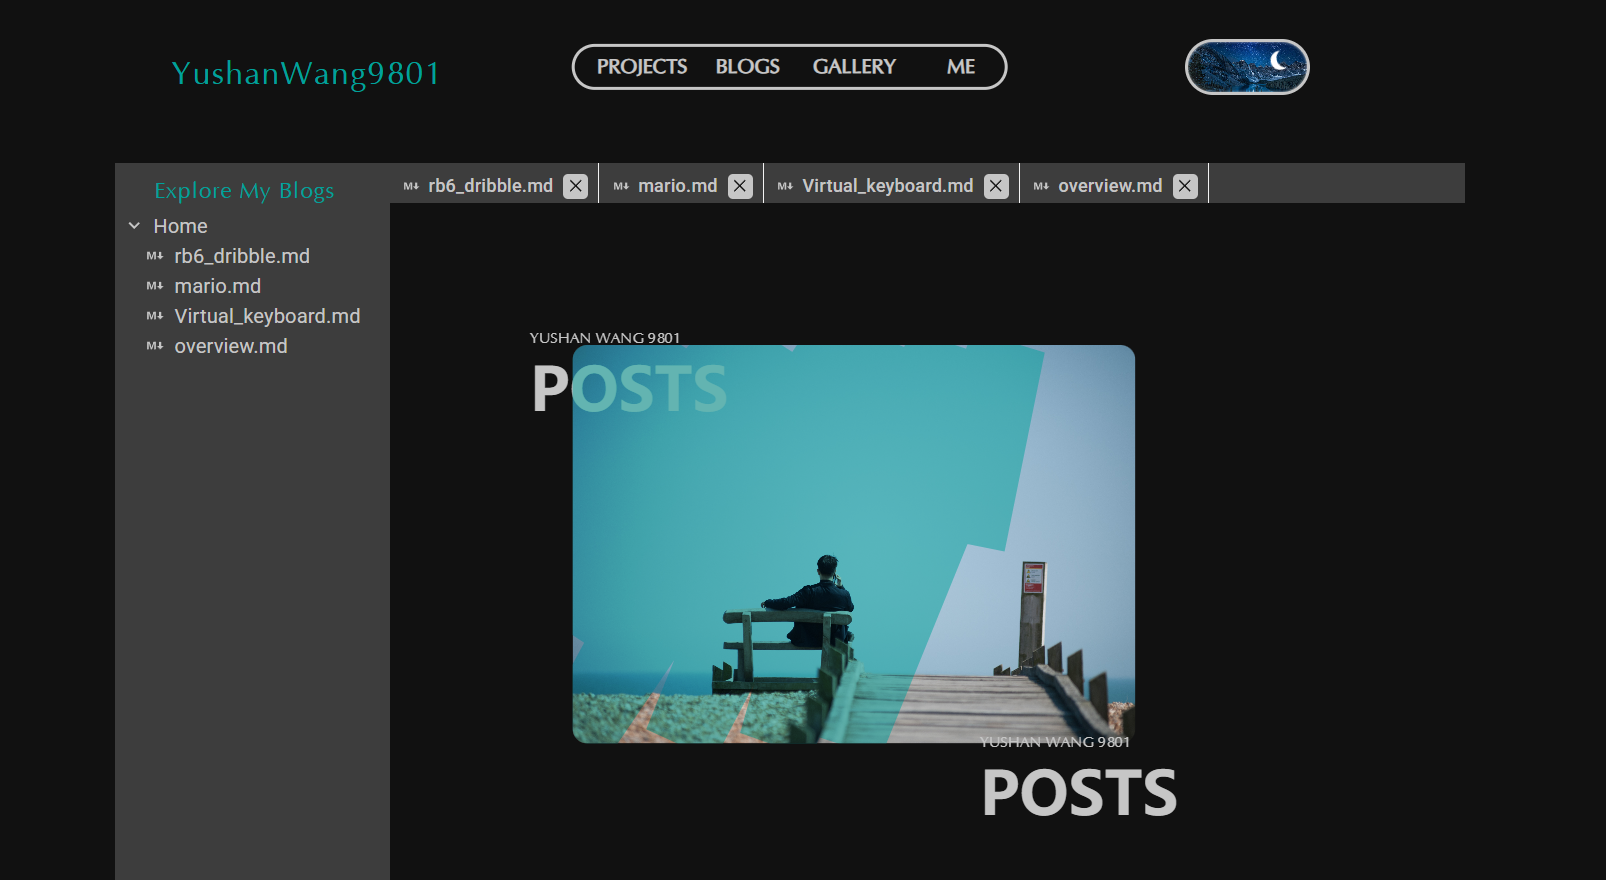 YushanWang9801
PROJECTS BLOGS GALLERY ME
Explore My Blogs
Home
rb6_dribble.md
mario.md
Virtual_keyboard.md
overview.md
rb6_dribble.md mario.md Virtual_keyboard.md overview.md
YUSHAN WANG 9801
POSTS
YUSHAN WANG 9801
POSTS